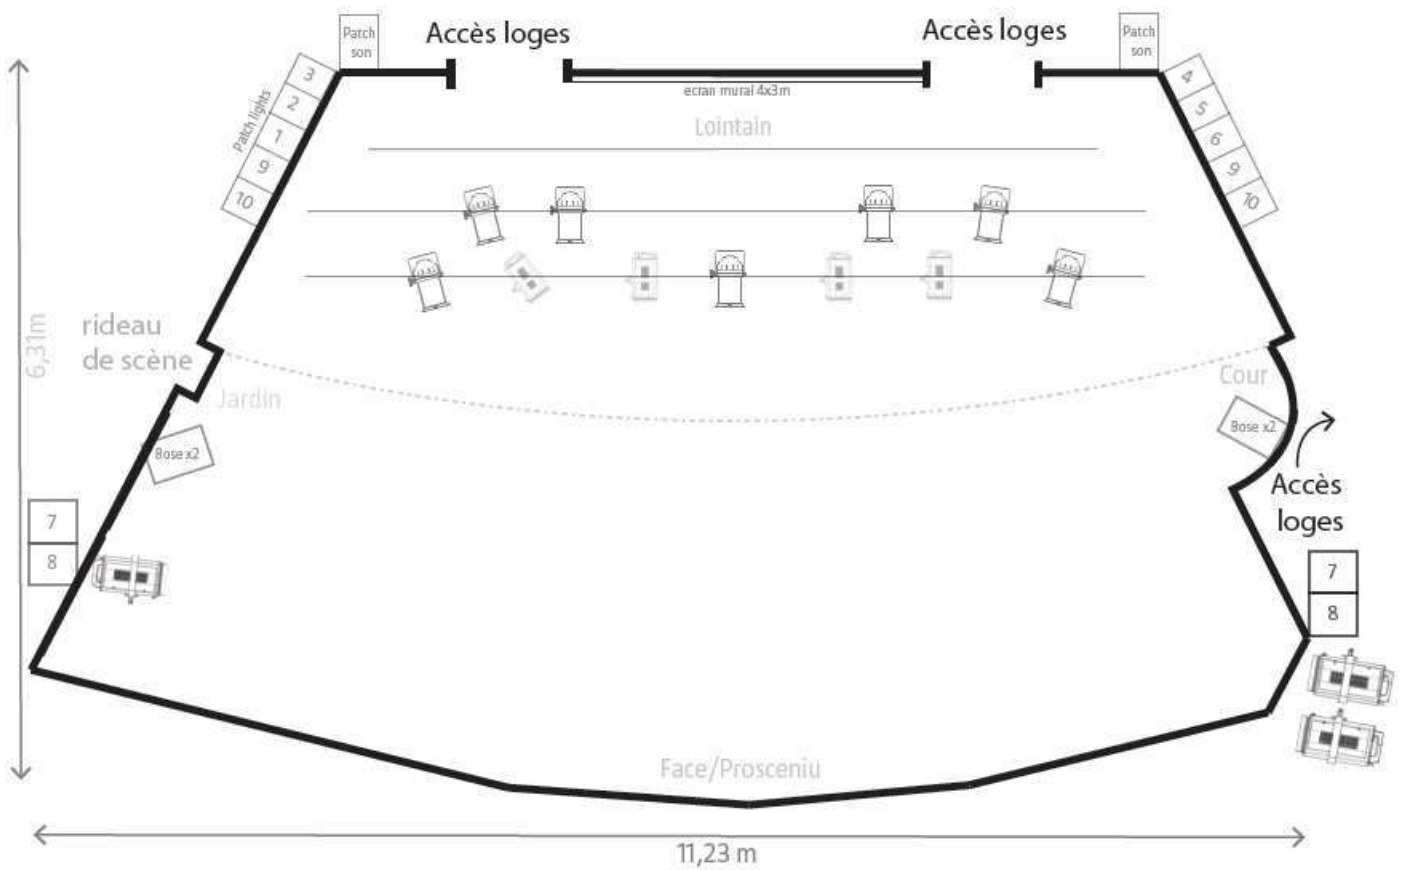 Patch
son
Accès loges
Accès loges
Patch
son
ecran mural 4x3m
Lointain
Patch lights
3
2
1
9
10
4
5
6
9
10
6,31m
rideau
de scène
Jardin
Cour
Bose x2
Bose x2
Accès
loges
7
8
7
8
Face/Prosceniu
11,23 m